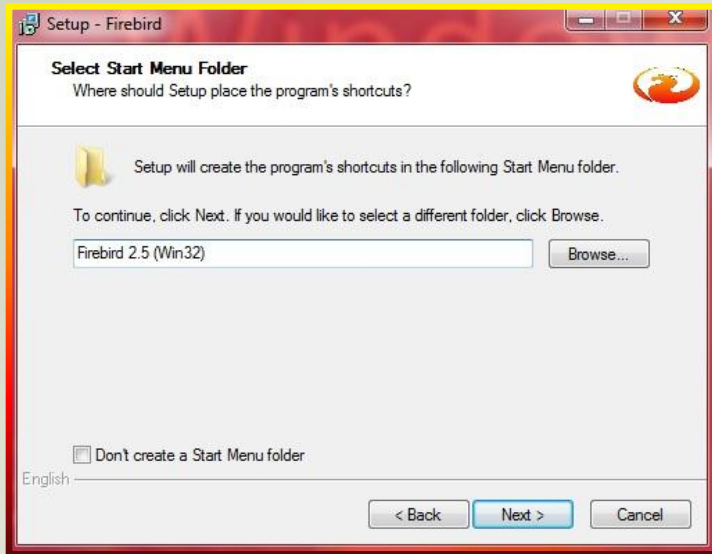 Setup - Firebird
Select Start Menu Folder
Where should Setup place the program's shortcuts?
Setup will create the program's shortcuts in the following Start Menu folder.
To continue, click Next. If you would like to select a different folder, click Browse.
Firebird 2.5 (Win32)
Browse...
Don't create a Start Menu folder
English
< Back
Next >
Cancel